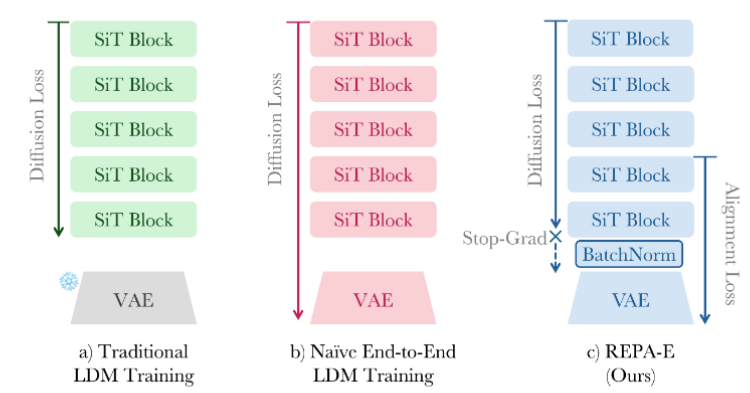 Diffusion Loss
SiT Block
SiT Block
SiT Block
SiT Block
SiT Block
VAE
a) Traditional
LDM Training
Diffusion Loss
SiT Block
SiT Block
SiT Block
SiT Block
SiT Block
VAE
b) Naïve End-to-End
LDM Training
Diffusion Loss
SiT Block
SiT Block
SiT Block
SiT Block
SiT Block
Stop-Grad
BatchNorm
VAE
Alignment Loss
c) REPA-E
(Ours)